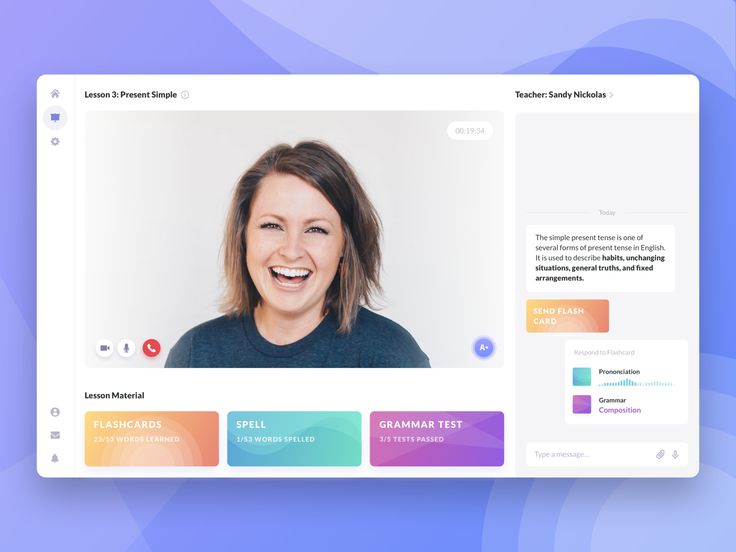 Lesson 3: Present Simple
Teacher: Sandy Nickolas
00:19:34
Today
The simple present tense is one of
several forms of present tense in English.
It is used to describe habits, unchanging
situations, general truths, and fixed
arrangements.
SEND FLASH
CARD
Respond to Flashcard
Prononciation
Grammar
Composition
A+
Lesson Material
FLASHCARDS
23/53 WORDS LEARNED
SPELL
1/53 WORDS SPELLED
GRAMMAR TEST
3/5 TESTS PASSED
Type a message...